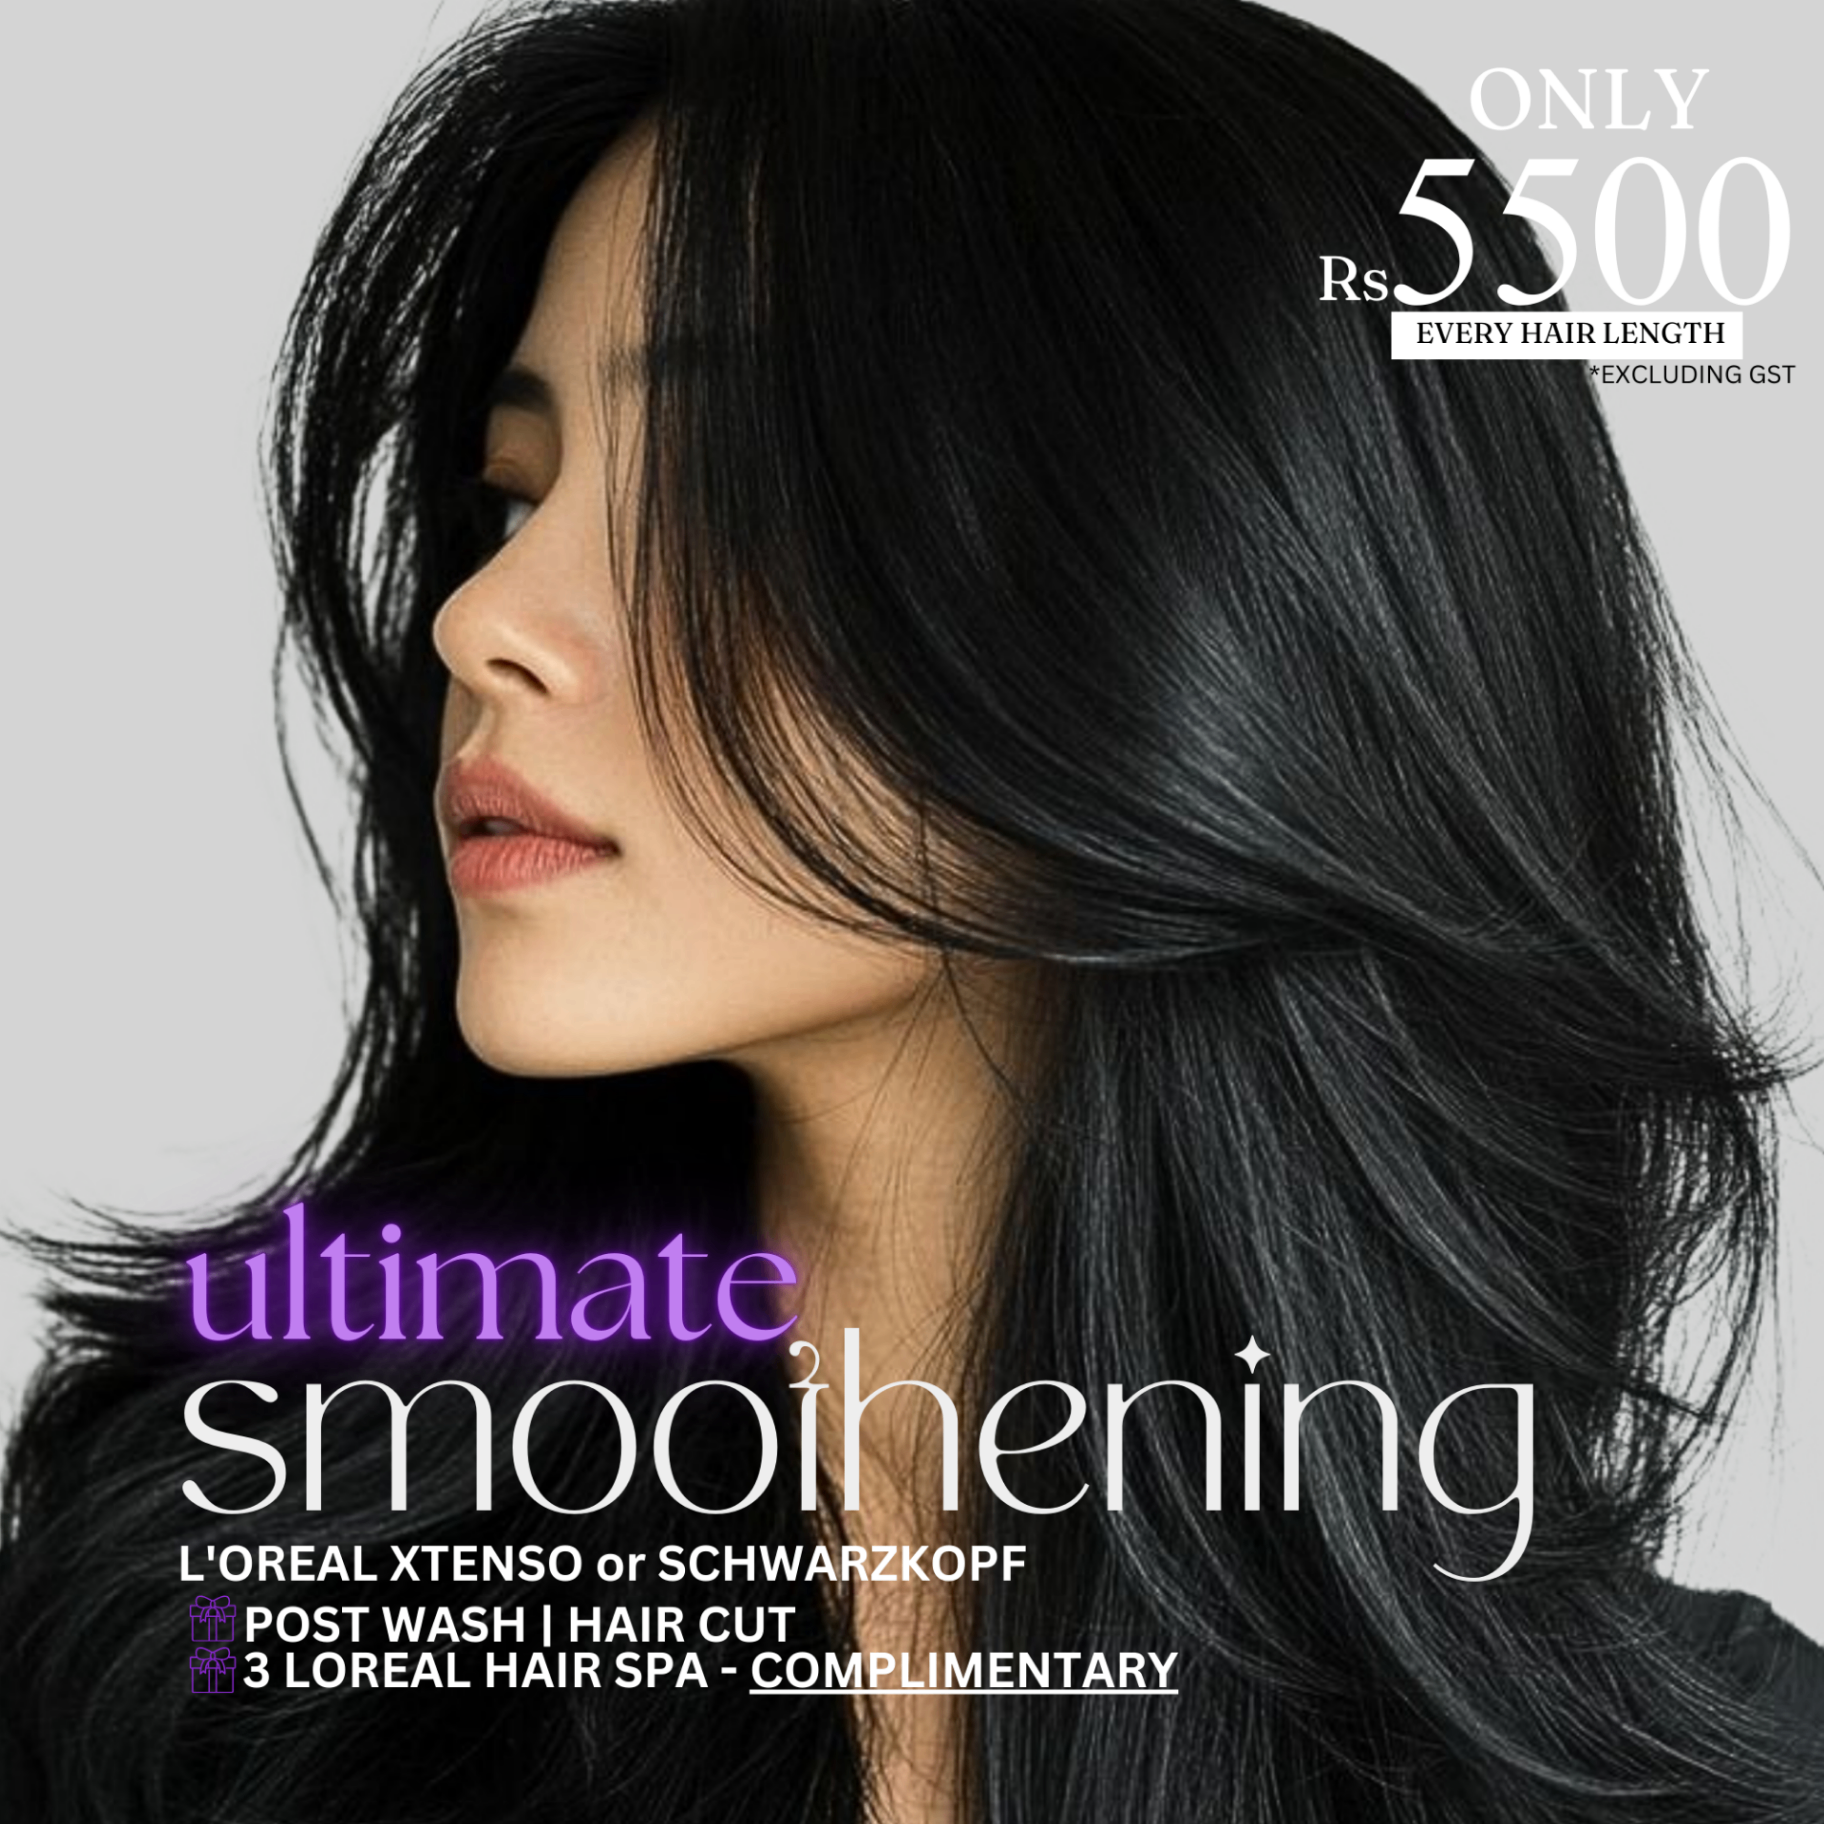 ONLY
Rs5500
EVERY HAIR LENGTH
*EXCLUDING GST
ultimate
smoothening
L'OREAL XTENSO or SCHWARZKOPF
POST WASH | HAIR CUT
3 LOREAL HAIR SPA - COMPLIMENTARY